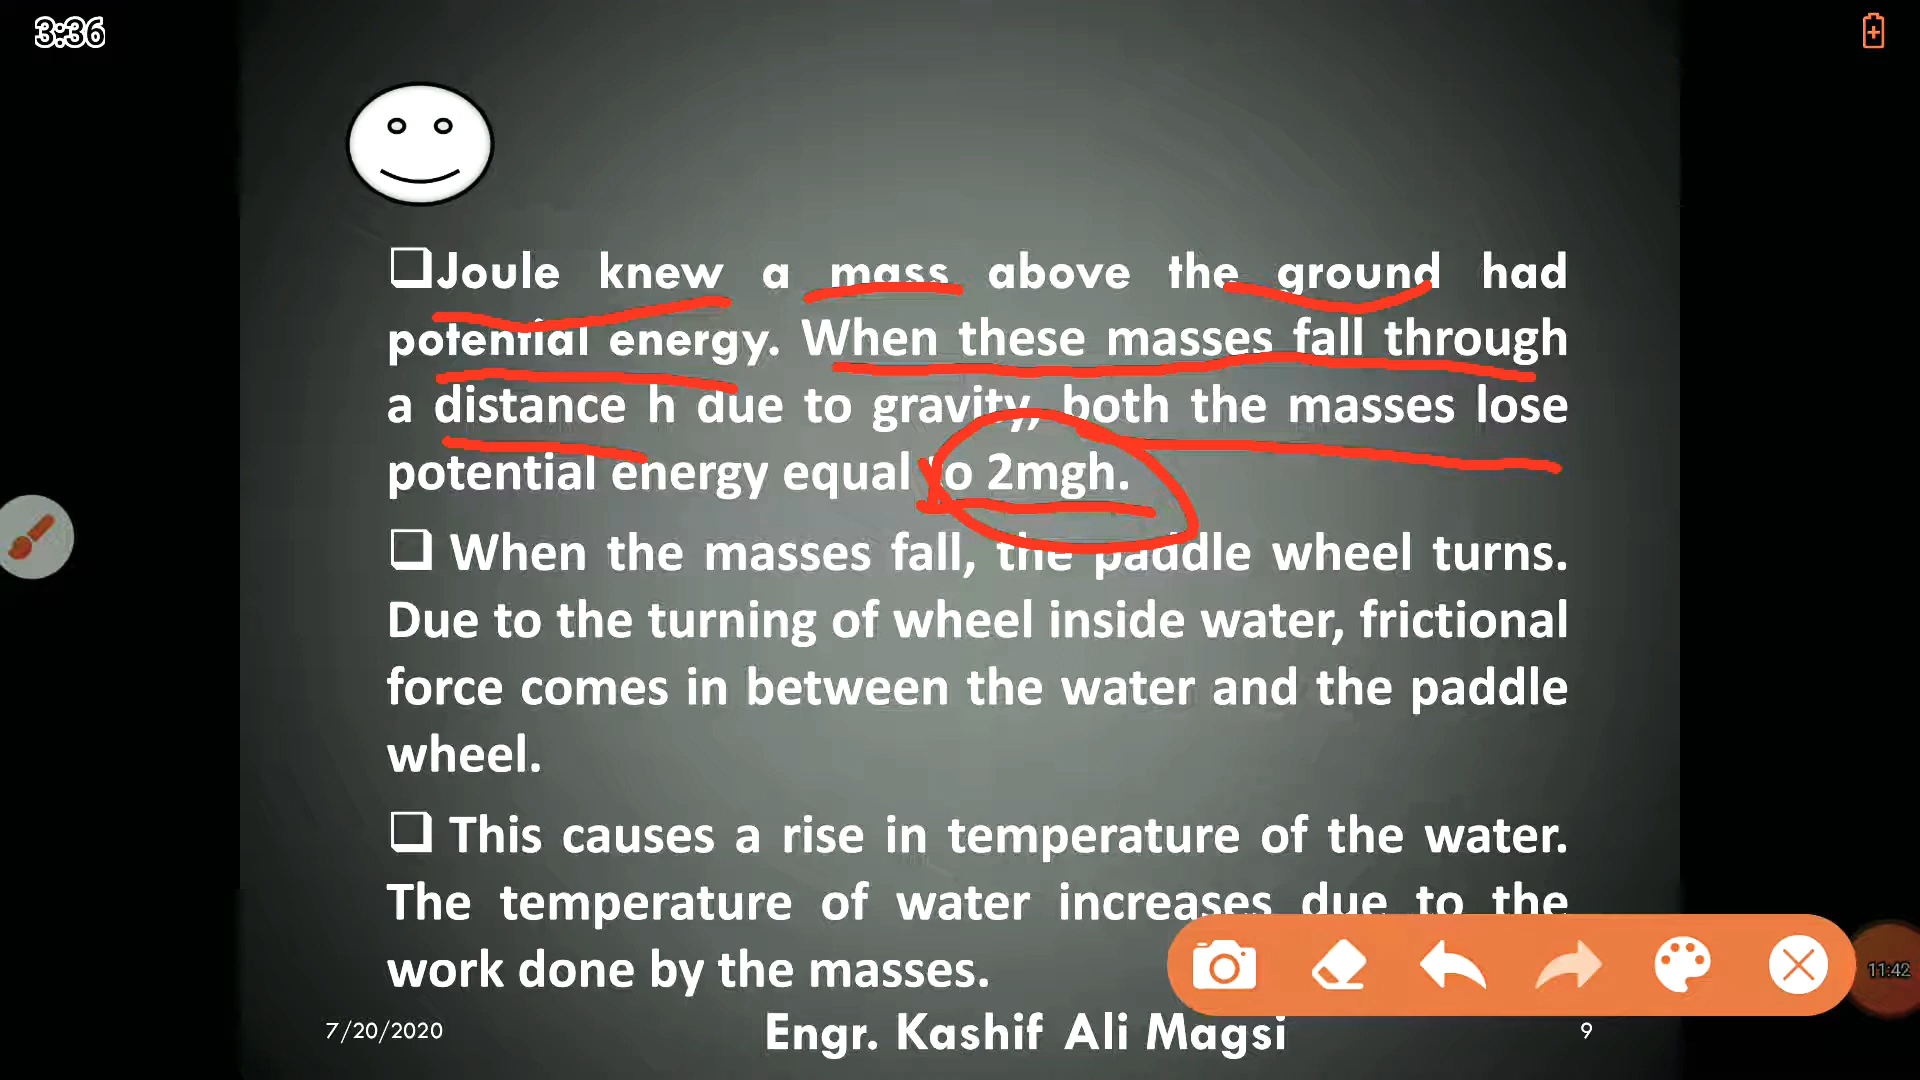 3:36
Joule knew a mass above the ground had
potential energy. When these masses fall through
a distance h due to gravity, both the masses lose
potential energy equal to 2mgh.
When the masses fall, the paddle wheel turns.
Due to the turning of wheel inside water, frictional
force comes in between the water and the paddle
wheel.
This causes a rise in temperature of the water.
The temperature of water increases due to the
work done by the masses.
11:42
7/20/2020
Engr. Kashif Ali Magsi
9